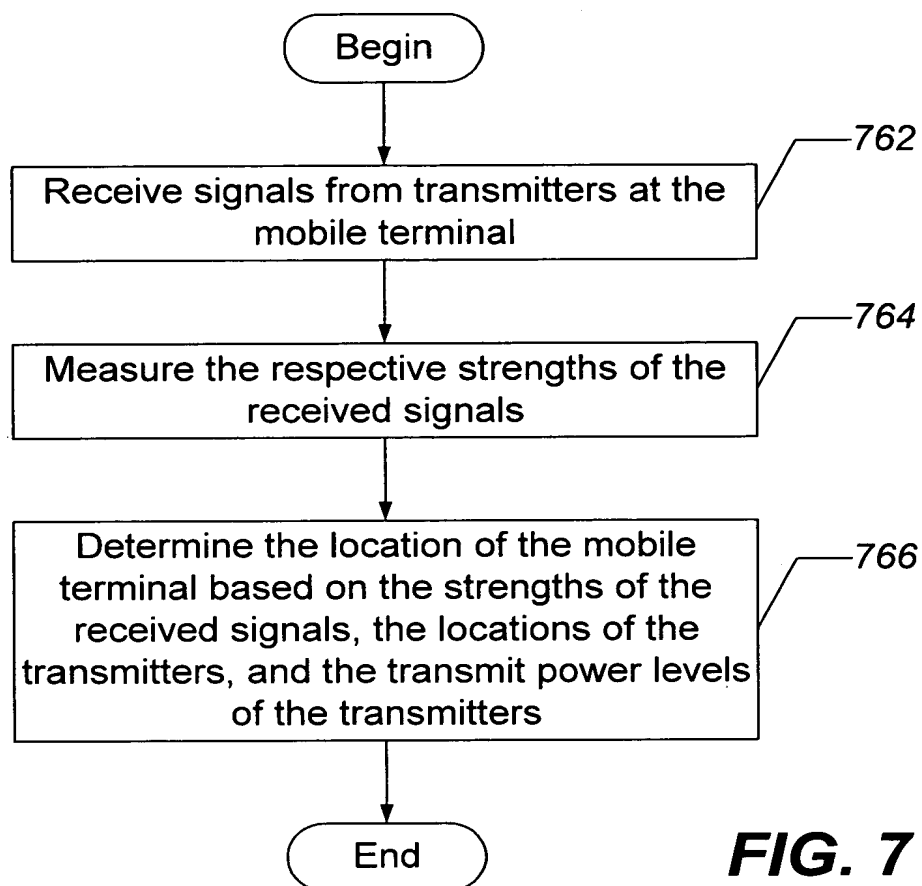 Begin
762
Receive signals from transmitters at the
mobile terminal
764
Measure the respective strengths of the
received signals
766
Determine the location of the mobile
terminal based on the strengths of the
received signals, the locations of the
transmitters, and the transmit power levels
of the transmitters
End
FIG. 7